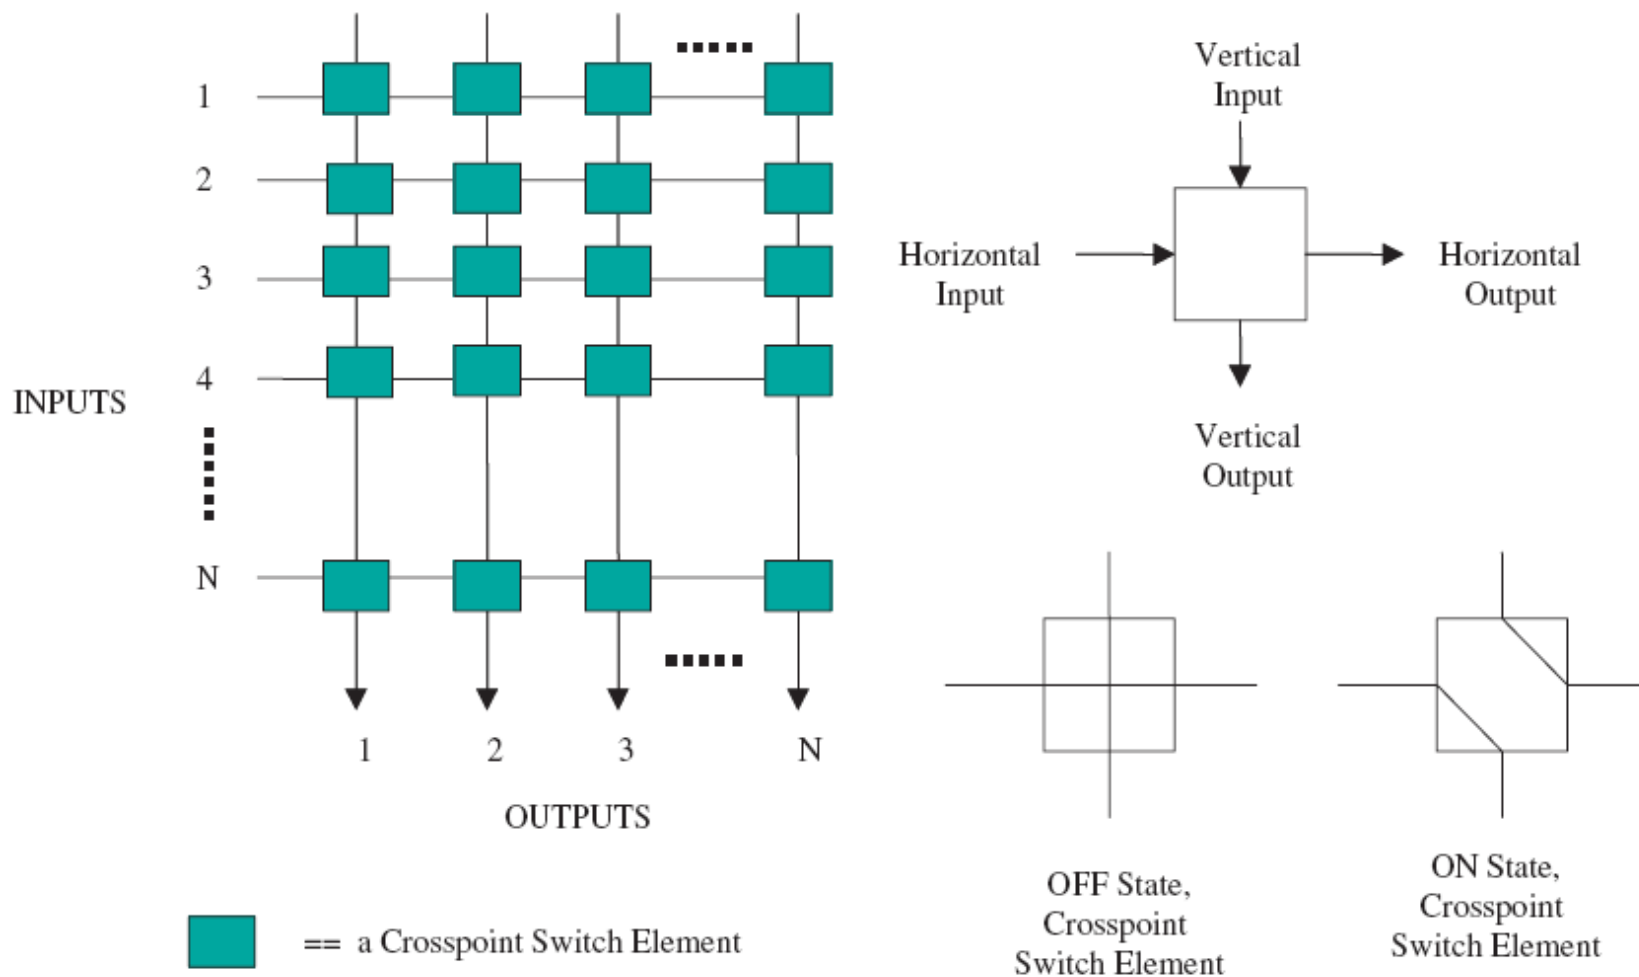 1
2
3
4
INPUTS
N
1 2 3 N
OUTPUTS
== a Crosspoint Switch Element
Vertical
Input
Horizontal
Input
Horizontal
Output
Vertical
Output
OFF State,
Crosspoint
Switch Element
ON State,
Crosspoint
Switch Element